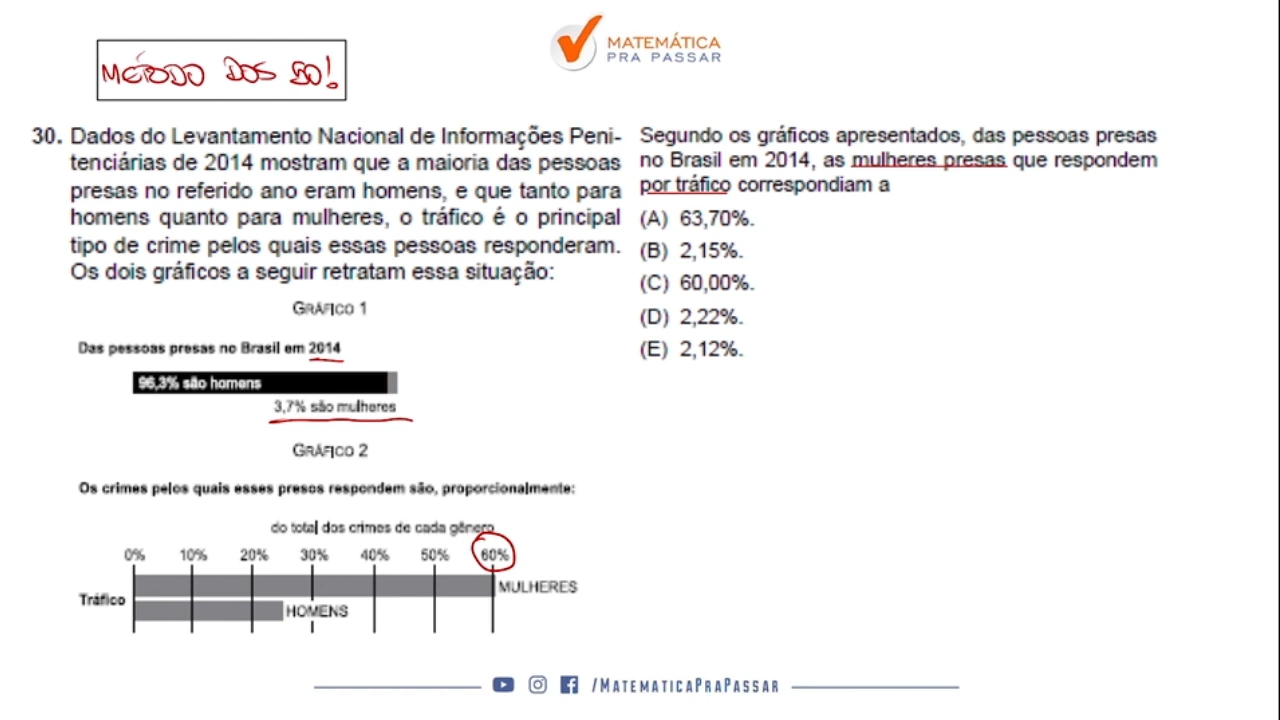 MÉTODO DOS 50!
MATEMÁTICA
PRA PASSAR
30. Dados do Levantamento Nacional de Informações Peni-
tenciárias de 2014 mostram que a maioria das pessoas
presas no referido ano eram homens, e que tanto para
homens quanto para mulheres, o tráfico é o principal
tipo de crime pelos quais essas pessoas responderam.
Os dois gráficos a seguir retratam essa situação:
GRÁFICO 1
Das pessoas presas no Brasil em 2014
96,3% são homens
3,7% são mulheres
GRÁFICO 2
Os crimes pelos quais esses presos respondem são, proporcionalmente:
do total dos crimes de cada gênero
0% 10% 20% 30% 40% 50% 60%
MULHERES
Tráfico
HOMENS
Segundo os gráficos apresentados, das pessoas presas
no Brasil em 2014, as mulheres presas que respondem
por tráfico correspondiam a
(A) 63,70%.
(B) 2,15%.
(C) 60,00%.
(D) 2,22%.
(E) 2,12%.
/MATEMATICAPRAPASSAR